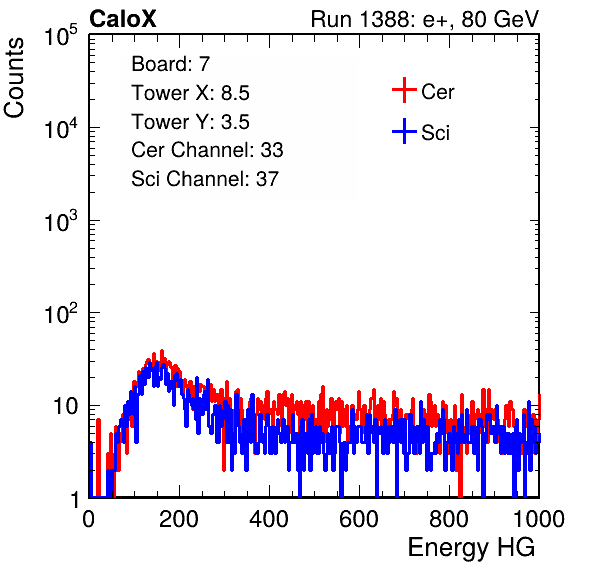 CaloX Run 1388: e+, 80 GeV
Counts
Board: 7
Tower X: 8.5
Tower Y: 3.5
Cer Channel: 33
Sci Channel: 37
Cer
Sci
10^5
10^4
10^3
10^2
10
1
0 200 400 600 800 1000
Energy HG